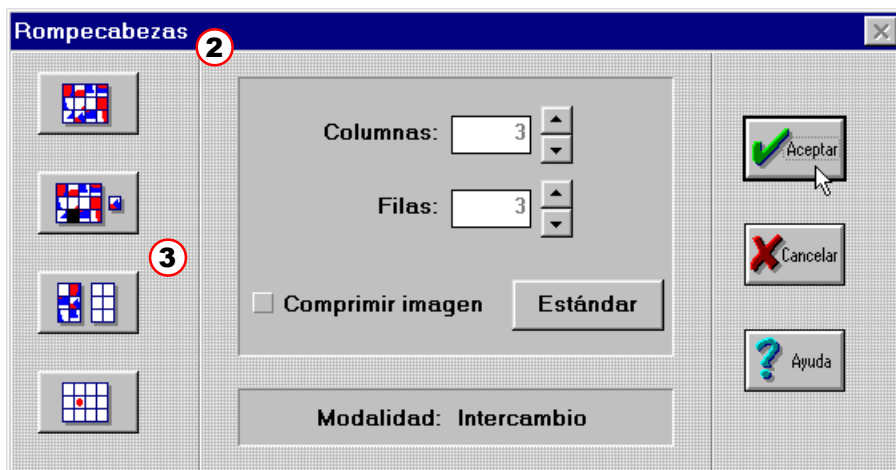 Rompecabezas
2
Columnas: 3
Aceptar
Filas: 3
3
Cancelar
Comprimir imagen Estándar
Ayuda
Modalidad: Intercambio